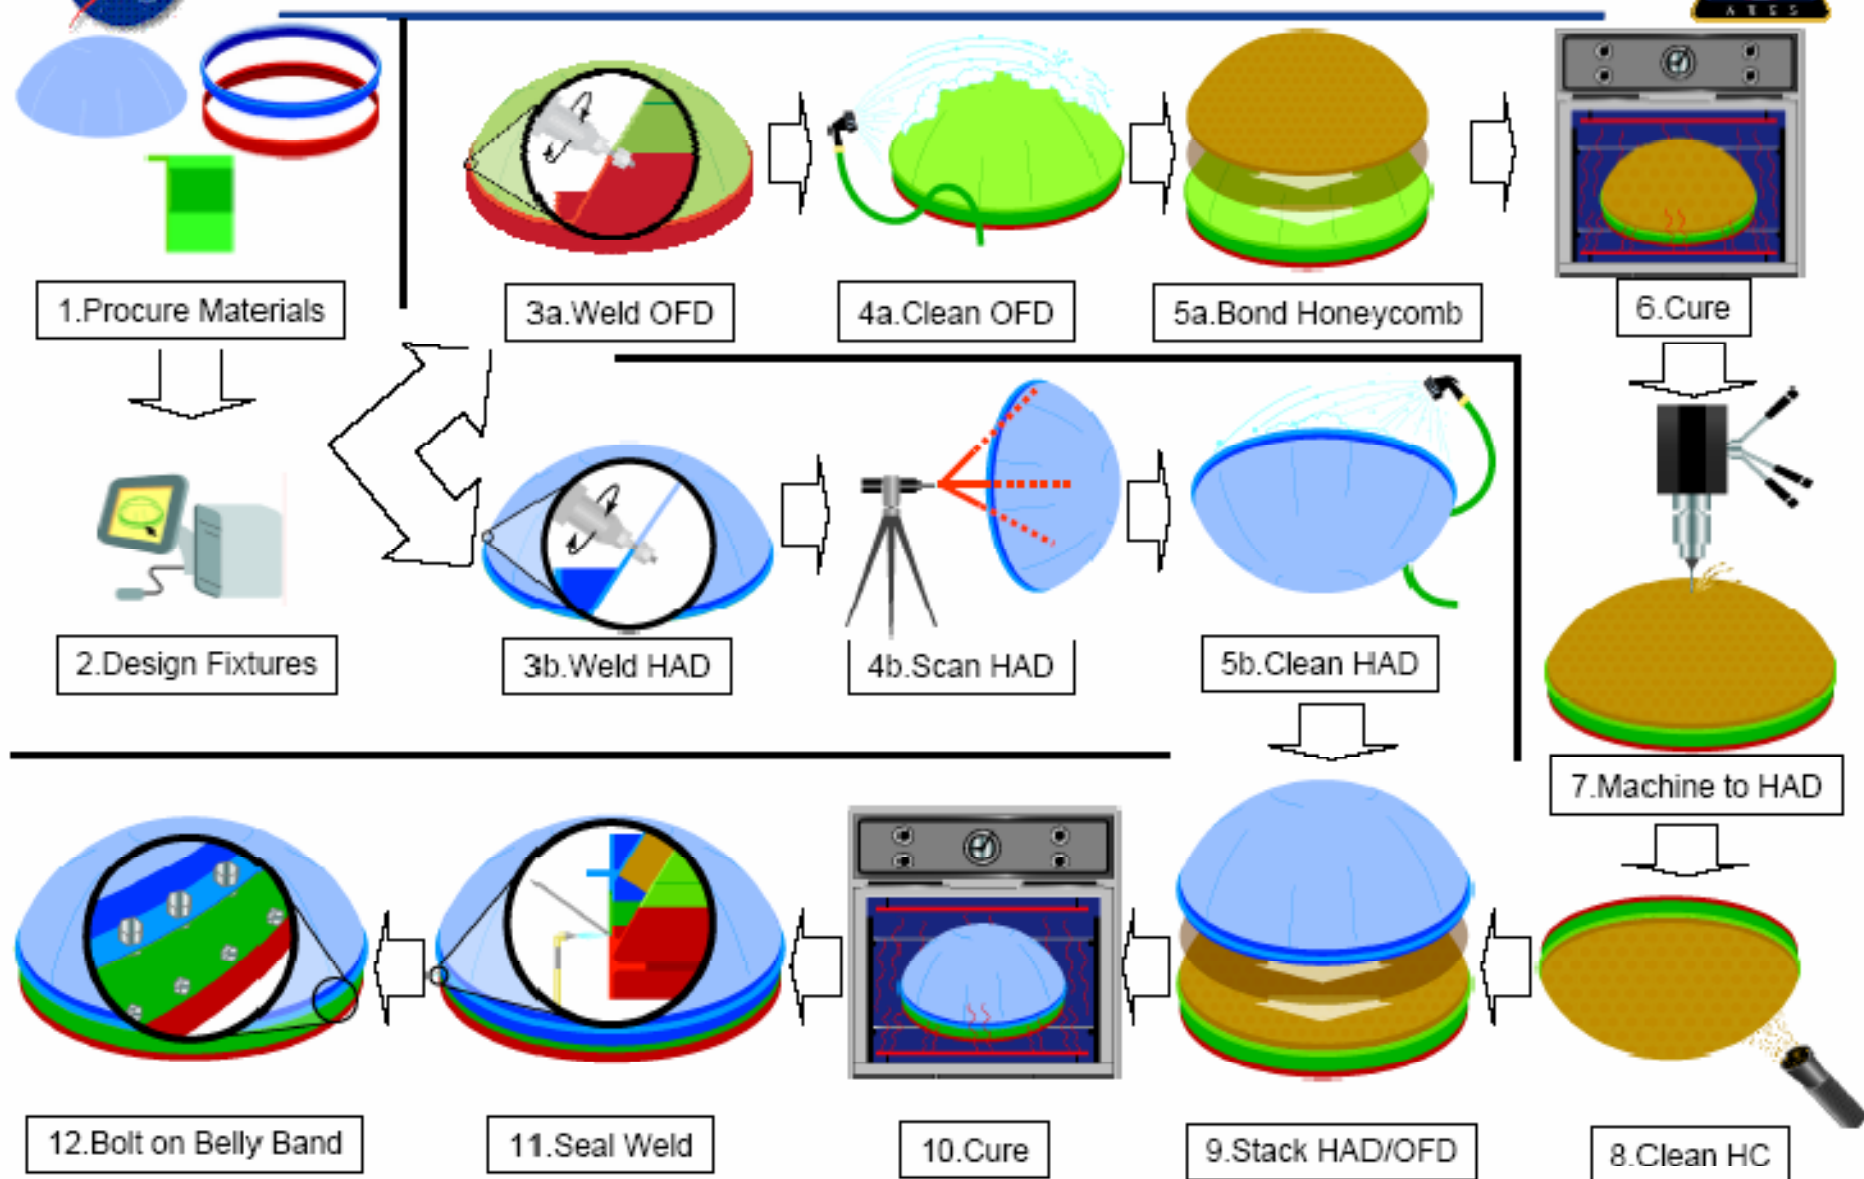 ARES
1.Procure Materials
3a.Weld OFD
4a.Clean OFD
5a.Bond Honeycomb
6.Cure
2.Design Fixtures
3b.Weld HAD
4b.Scan HAD
5b.Clean HAD
7.Machine to HAD
12.Bolt on Belly Band
11.Seal Weld
10.Cure
9.Stack HAD/OFD
8.Clean HC